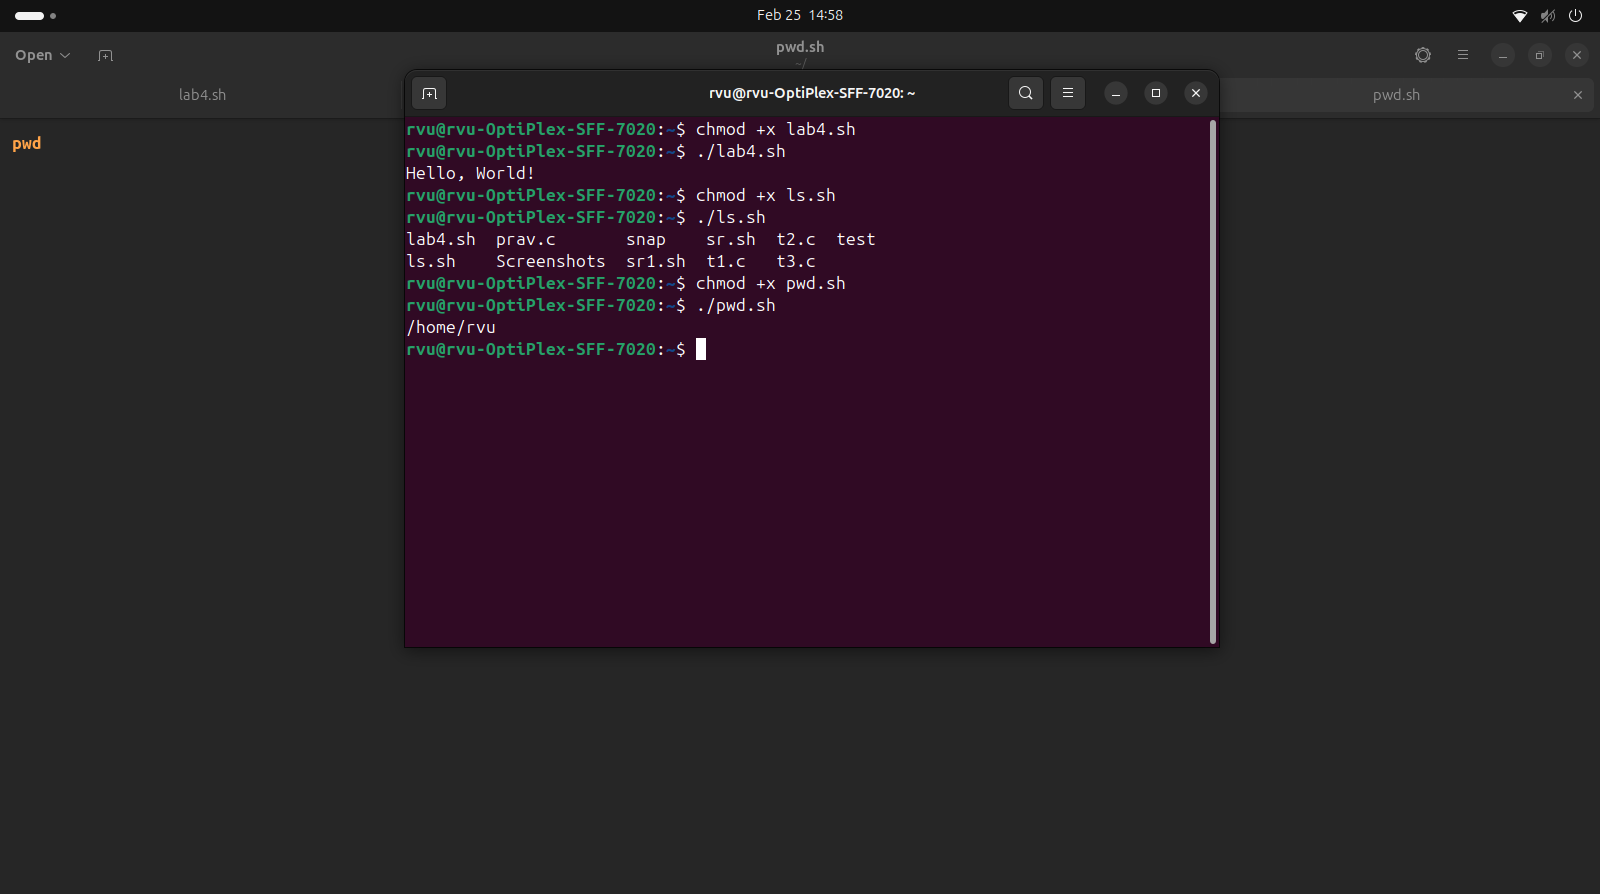 Feb 25 14:58
Open
pwd.sh
~/
lab4.sh
pwd.sh
pwd
rvu@rvu-OptiPlex-SFF-7020: ~
rvu@rvu-OptiPlex-SFF-7020:~$ chmod +x lab4.sh
rvu@rvu-OptiPlex-SFF-7020:~$ ./lab4.sh
Hello, World!
rvu@rvu-OptiPlex-SFF-7020:~$ chmod +x ls.sh
rvu@rvu-OptiPlex-SFF-7020:~$ ./ls.sh
lab4.sh  prav.c       snap    sr.sh  t2.c  test
ls.sh    Screenshots  sr1.sh  t1.c   t3.c
rvu@rvu-OptiPlex-SFF-7020:~$ chmod +x pwd.sh
rvu@rvu-OptiPlex-SFF-7020:~$ ./pwd.sh
/home/rvu
rvu@rvu-OptiPlex-SFF-7020:~$